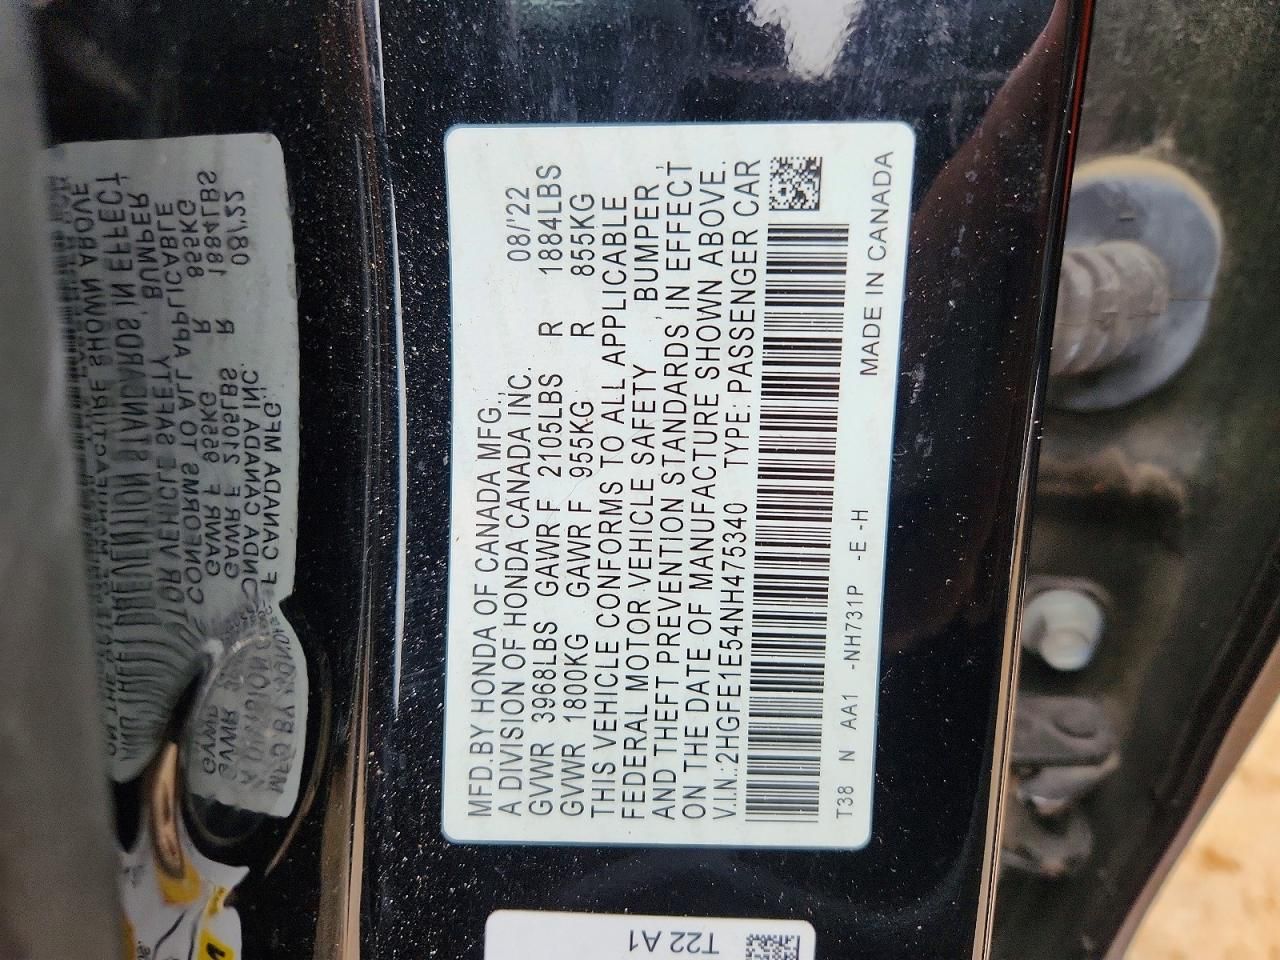 MFD.BY HONDA OF CANADA MFG.,
A DIVISION OF HONDA CANADA INC. 08/'22
GVWR 3968LBS GAWR F 2105LBS R 1884LBS
GVWR 1800KG GAWR F 955KG R 855KG
THIS VEHICLE CONFORMS TO ALL APPLICABLE
FEDERAL MOTOR VEHICLE SAFETY, BUMPER,
AND THEFT PREVENTION STANDARDS, IN EFFECT
ON THE DATE OF MANUFACTURE SHOWN ABOVE.
V.I.N.:2HGFE1E54NH475340 TYPE: PASSENGER CAR
T38 N AA1 -NH731P -E -H
MADE IN CANADA
T22 A1